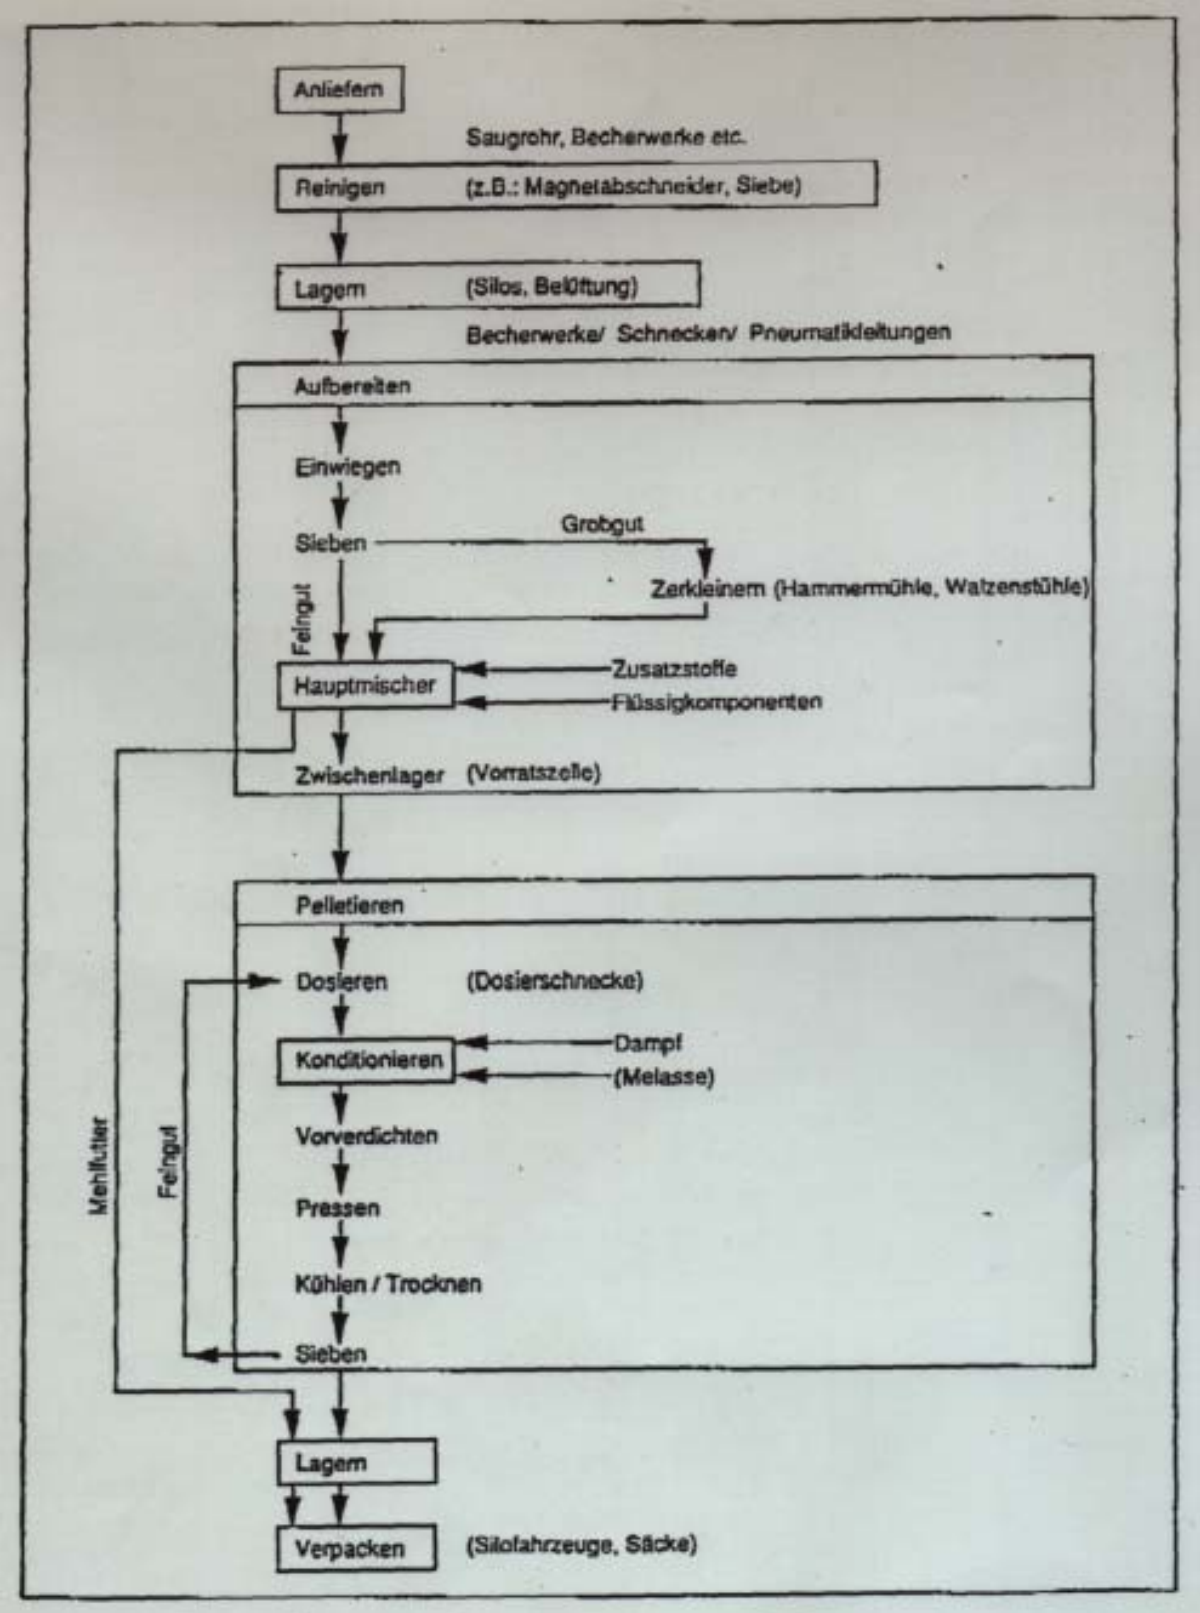 Anliefern
Saugrohr, Becherwerke etc.
Reinigen (z.B.: Magnetabschneider, Siebe)
Lagern (Silos, Belüftung)
Becherwerke/ Schnecken/ Pneumatikleitungen
Aufbereiten
Einwiegen
Grobgut
Sieben
Zerkleinern (Hammermühle, Walzenstühle)
Feingut
Zusatzstoffe
Hauptmischer
Flüssigkomponenten
Zwischenlager (Vorratszelle)
Pelletieren
Dosieren (Dosierschnecke)
Dampf
Konditionieren
(Melasse)
Vorverdichten
Mehlfutter
Feingut
Pressen
Kühlen / Trocknen
Sieben
Lagern
Verpacken (Silofahrzeuge, Säcke)